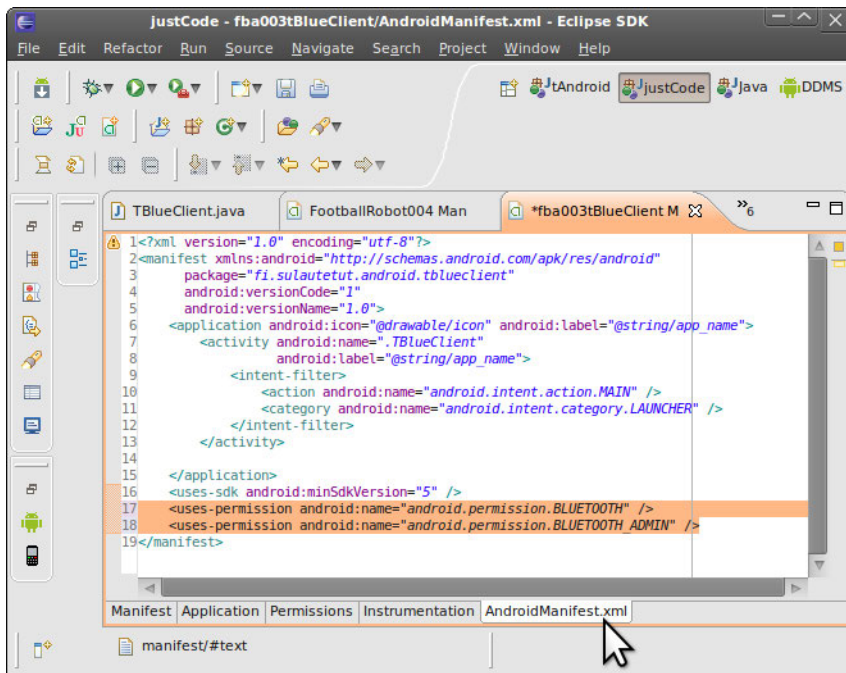 justCode - fba003tBlueClient/AndroidManifest.xml - Eclipse SDK
File Edit Refactor Run Source Navigate Search Project Window Help
tAndroid justCode Java DDMS
TBlueClient.java FootballRobot004 Man *fba003tBlueClient M »6
1<?xml version="1.0" encoding="utf-8"?>
2<manifest xmlns:android="http://schemas.android.com/apk/res/android"
3 package="fi.sulautetut.android.tblueclient"
4 android:versionCode="1"
5 android:versionName="1.0">
6 <application android:icon="@drawable/icon" android:label="@string/app_name">
7 <activity android:name=".TBlueClient"
8 android:label="@string/app_name">
9 <intent-filter>
10 <action android:name="android.intent.action.MAIN" />
11 <category android:name="android.intent.category.LAUNCHER" />
12 </intent-filter>
13 </activity>
14
15 </application>
16 <uses-sdk android:minSdkVersion="5" />
17 <uses-permission android:name="android.permission.BLUETOOTH" />
18 <uses-permission android:name="android.permission.BLUETOOTH_ADMIN" />
19</manifest>
Manifest Application Permissions Instrumentation AndroidManifest.xml
manifest/#text